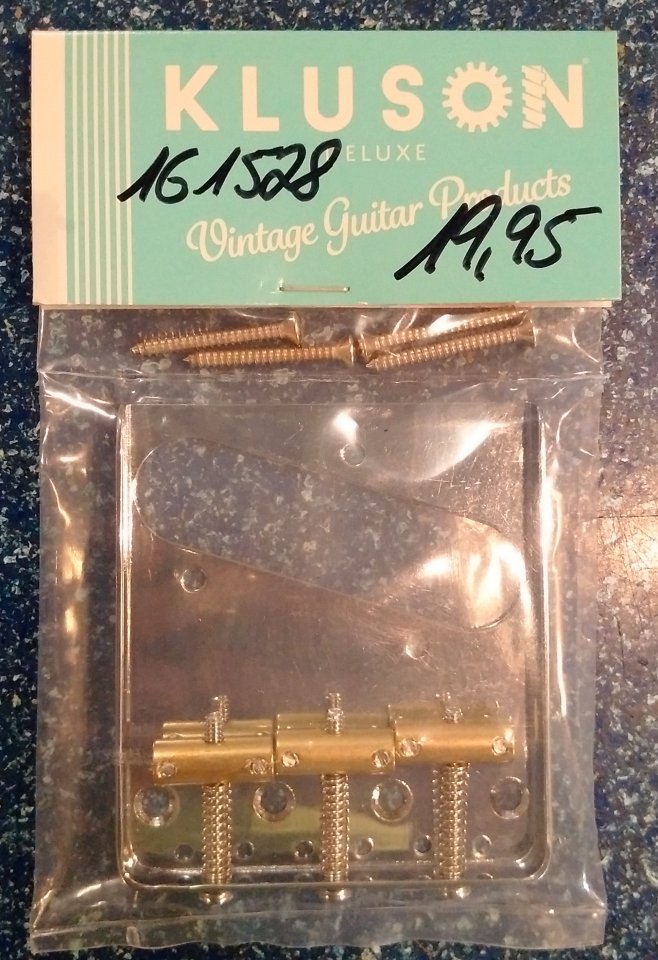 KLUSON®
DELUXE
161528
Vintage Guitar Products
19,95